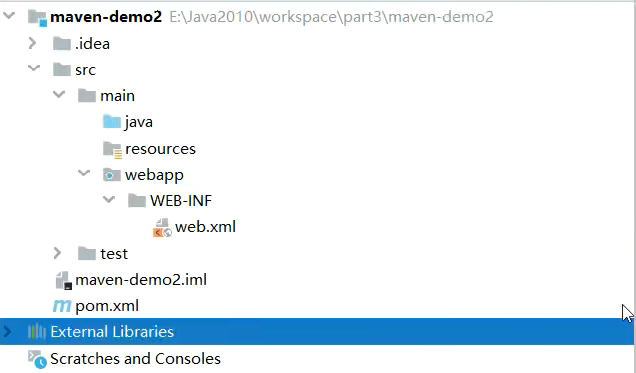 maven-demo2 E:\Java2010\workspace\part3\maven-demo2
.idea
src
main
java
resources
webapp
WEB-INF
web.xml
test
maven-demo2.iml
pom.xml
External Libraries
Scratches and Consoles